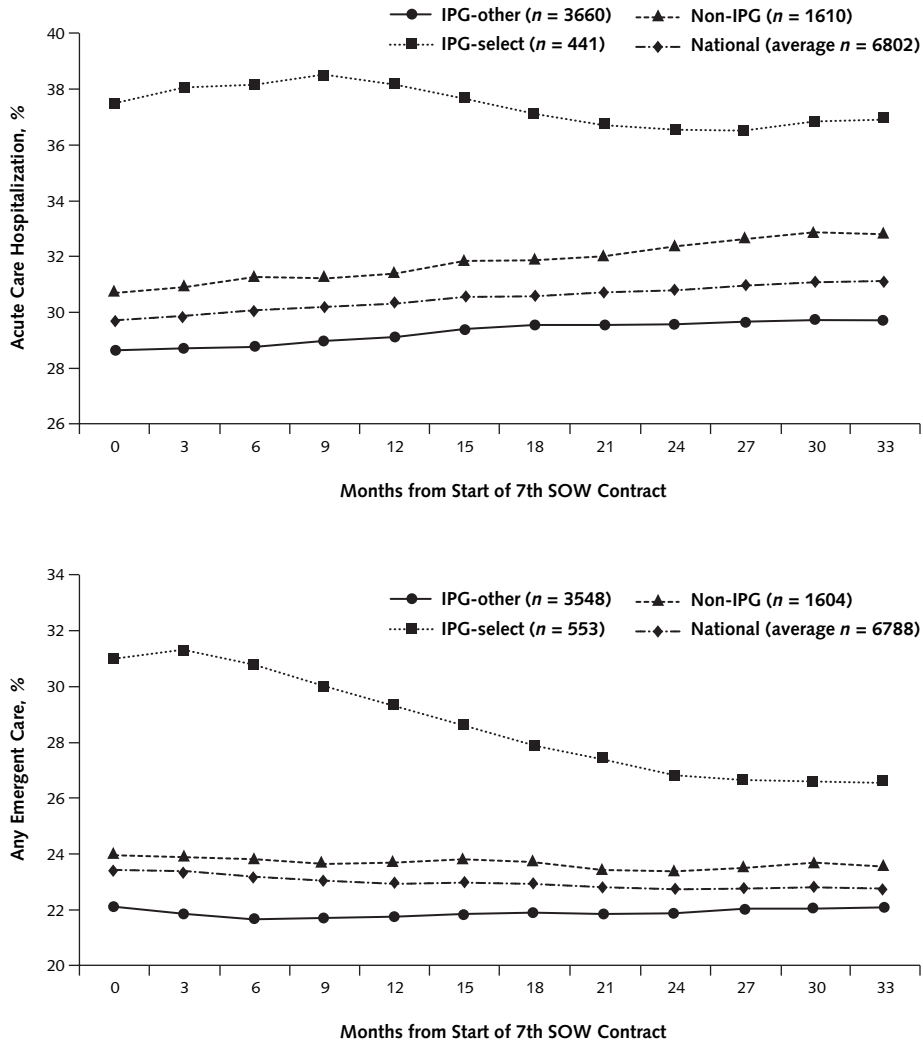 IPG-other (n = 3660) Non-IPG (n = 1610)
IPG-select (n = 441) National (average n = 6802)
40
38
36
34
32
30
28
26
Acute Care Hospitalization, %
0 3 6 9 12 15 18 21 24 27 30 33
Months from Start of 7th SOW Contract
IPG-other (n = 3548) Non-IPG (n = 1604)
IPG-select (n = 553) National (average n = 6788)
34
32
30
28
26
24
22
20
Any Emergent Care, %
0 3 6 9 12 15 18 21 24 27 30 33
Months from Start of 7th SOW Contract